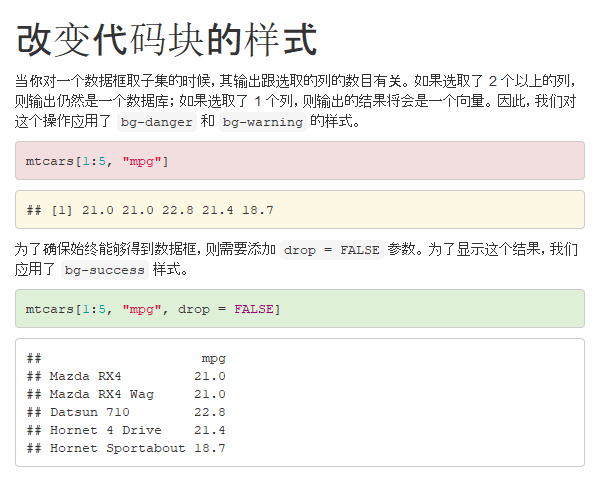 改变代码块的样式
当你对一个数据框取子集的时候，其输出跟选取的列的数目有关。如果选取了 2 个以上的列，
则输出仍然是一个数据库；如果选取了 1 个列，则输出的结果将会是一个向量。因此，我们对
这个操作应用了 bg-danger 和 bg-warning 的样式。
mtcars[1:5, "mpg"]
## [1] 21.0 21.0 22.8 21.4 18.7
为了确保始终能够得到数据框，则需要添加 drop = FALSE 参数。为了显示这个结果，我们
应用了 bg-success 样式。
mtcars[1:5, "mpg", drop = FALSE]
##                    mpg
## Mazda RX4         21.0
## Mazda RX4 Wag     21.0
## Datsun 710        22.8
## Hornet 4 Drive    21.4
## Hornet Sportabout 18.7